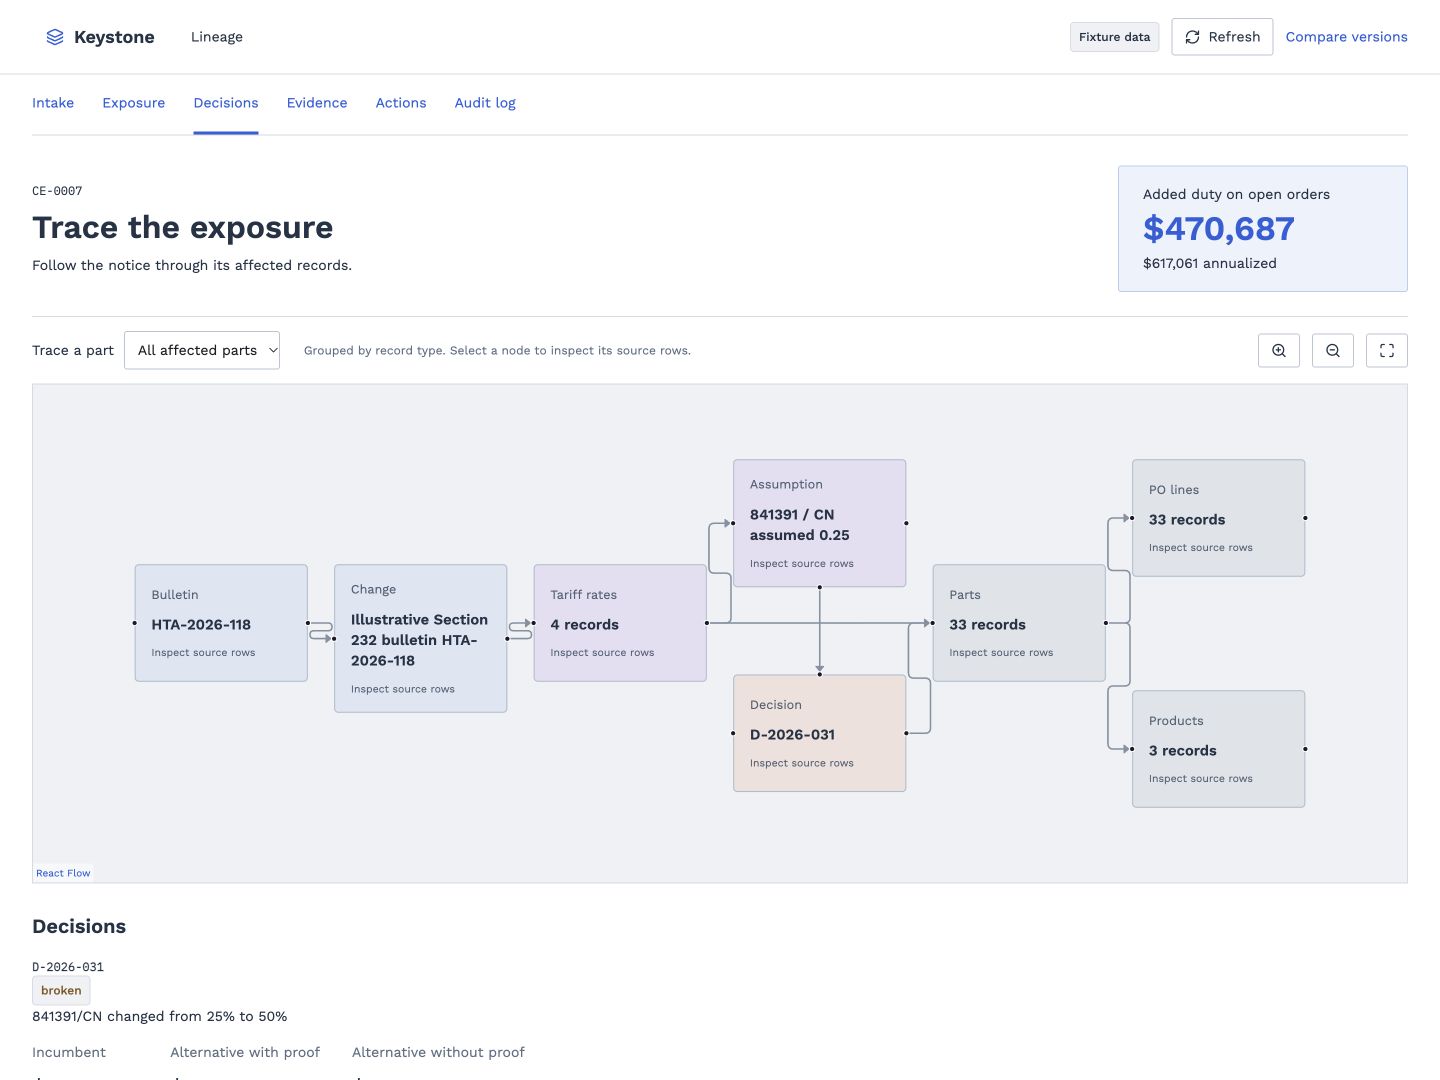 Keystone
Lineage
Fixture data
Refresh
Compare versions
Intake
Exposure
Decisions
Evidence
Actions
Audit log
CE-0007
Trace the exposure
Follow the notice through its affected records.
Added duty on open orders
$470,687
$617,061 annualized
Trace a part
All affected parts
Grouped by record type. Select a node to inspect its source rows.
Bulletin
HTA-2026-118
Inspect source rows
Change
Illustrative Section
232 bulletin HTA-
2026-118
Inspect source rows
Tariff rates
4 records
Inspect source rows
Assumption
841391 / CN
assumed 0.25
Inspect source rows
Decision
D-2026-031
Inspect source rows
Parts
33 records
Inspect source rows
PO lines
33 records
Inspect source rows
Products
3 records
Inspect source rows
React Flow
Decisions
D-2026-031
broken
841391/CN changed from 25% to 50%
Incumbent
Alternative with proof
Alternative without proof